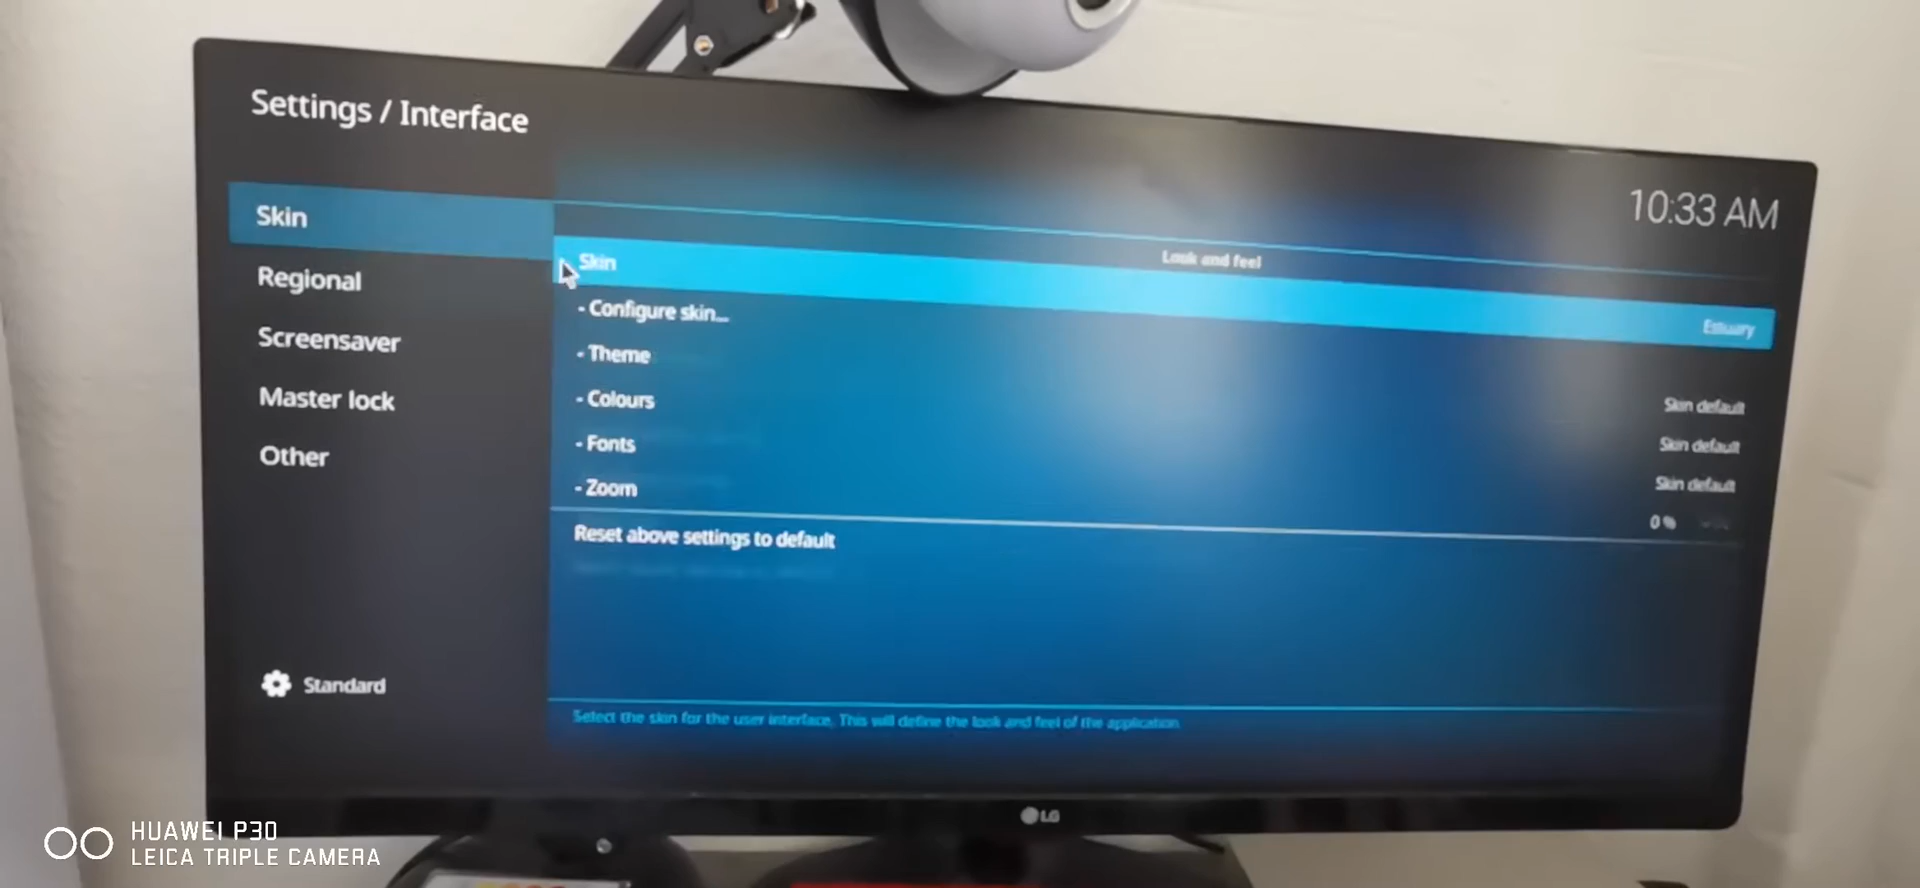 Settings / Interface
10:33 AM
Skin
Regional
Screensaver
Master lock
Other
Standard
Look and feel
Skin Estuary
- Configure skin...
- Theme Skin default
- Colours Skin default
- Fonts Skin default
- Zoom 0 %
Reset above settings to default
Select the skin for the user interface. This will define the look and feel of the application.
LG
HUAWEI P30
LEICA TRIPLE CAMERA